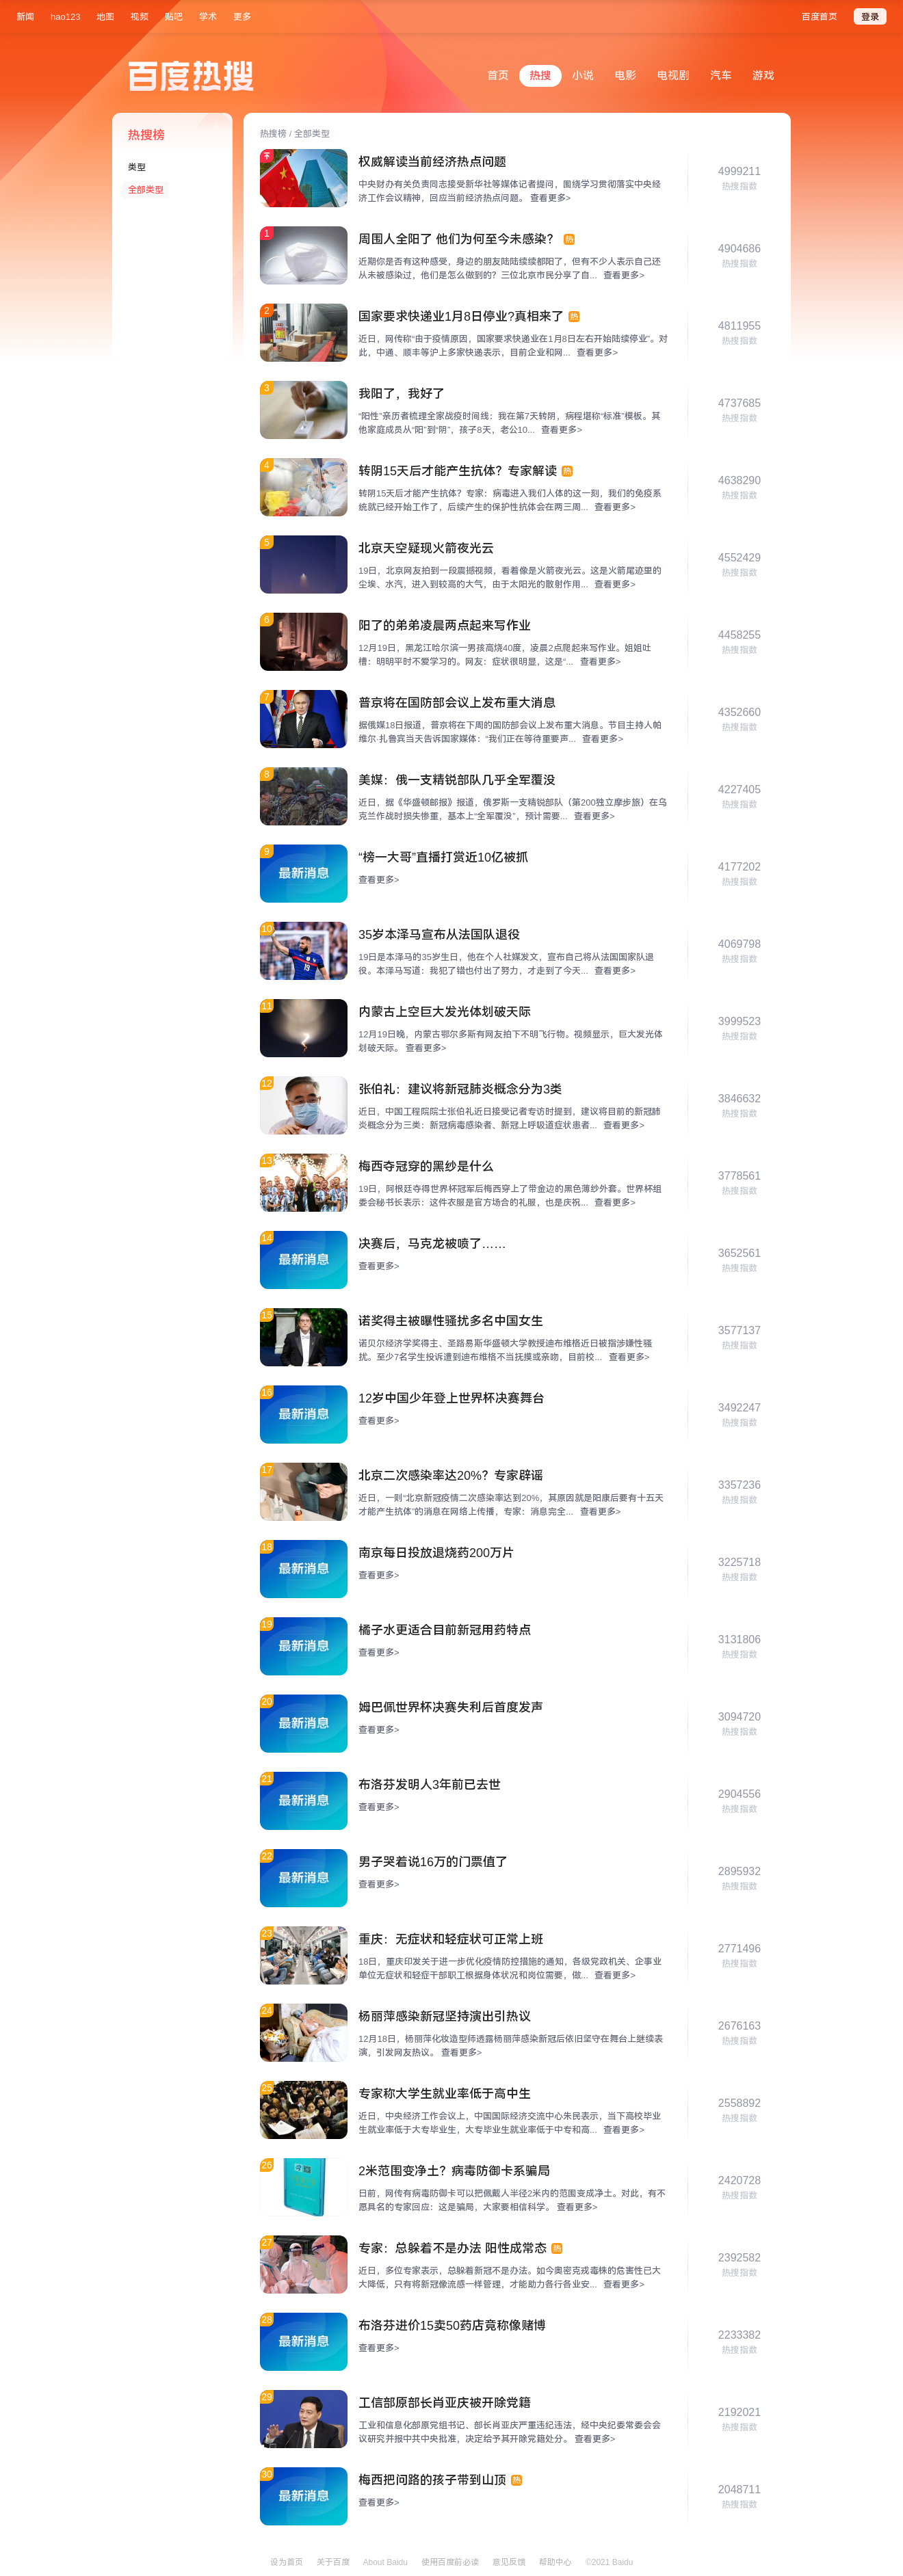 新闻 hao123 地图 视频 贴吧 学术 更多 百度首页 登录
百度热搜
首页 热搜 小说 电影 电视剧 汽车 游戏
热搜榜
类型
全部类型
热搜榜 / 全部类型
权威解读当前经济热点问题
中央财办有关负责同志接受新华社等媒体记者提问，围绕学习贯彻落实中央经
济工作会议精神，回应当前经济热点问题。 查看更多>
4999211
热搜指数
1
周围人全阳了 他们为何至今未感染？ 热
近期你是否有这种感受，身边的朋友陆陆续续都阳了，但有不少人表示自己还
从未被感染过，他们是怎么做到的？三位北京市民分享了自... 查看更多>
4904686
热搜指数
2
国家要求快递业1月8日停业?真相来了 热
近日，网传称“由于疫情原因，国家要求快递业在1月8日左右开始陆续停业”。对
此，中通、顺丰等沪上多家快递表示，目前企业和网... 查看更多>
4811955
热搜指数
3
我阳了，我好了
“阳性”亲历者梳理全家战疫时间线：我在第7天转阴，病程堪称“标准”模板。其
他家庭成员从“阳”到“阴”，孩子8天，老公10... 查看更多>
4737685
热搜指数
4
转阴15天后才能产生抗体？专家解读 热
转阴15天后才能产生抗体？专家：病毒进入我们人体的这一刻，我们的免疫系
统就已经开始工作了，后续产生的保护性抗体会在两三周... 查看更多>
4638290
热搜指数
5
北京天空疑现火箭夜光云
19日，北京网友拍到一段震撼视频，看着像是火箭夜光云。这是火箭尾迹里的
尘埃、水汽，进入到较高的大气，由于太阳光的散射作用... 查看更多>
4552429
热搜指数
6
阳了的弟弟凌晨两点起来写作业
12月19日，黑龙江哈尔滨一男孩高烧40度，凌晨2点爬起来写作业。姐姐吐
槽：明明平时不爱学习的。网友：症状很明显，这是“... 查看更多>
4458255
热搜指数
7
普京将在国防部会议上发布重大消息
据俄媒18日报道，普京将在下周的国防部会议上发布重大消息。节目主持人帕
维尔·扎鲁宾当天告诉国家媒体：“我们正在等待重要声... 查看更多>
4352660
热搜指数
8
美媒：俄一支精锐部队几乎全军覆没
近日，据《华盛顿邮报》报道，俄罗斯一支精锐部队（第200独立摩步旅）在乌
克兰作战时损失惨重，基本上“全军覆没”，预计需要... 查看更多>
4227405
热搜指数
9
最新消息
“榜一大哥”直播打赏近10亿被抓
查看更多>
4177202
热搜指数
10
35岁本泽马宣布从法国队退役
19日是本泽马的35岁生日，他在个人社媒发文，宣布自己将从法国国家队退
役。本泽马写道：我犯了错也付出了努力，才走到了今天... 查看更多>
4069798
热搜指数
11
内蒙古上空巨大发光体划破天际
12月19日晚，内蒙古鄂尔多斯有网友拍下不明飞行物。视频显示，巨大发光体
划破天际。 查看更多>
3999523
热搜指数
12
张伯礼：建议将新冠肺炎概念分为3类
近日，中国工程院院士张伯礼近日接受记者专访时提到，建议将目前的新冠肺
炎概念分为三类：新冠病毒感染者、新冠上呼吸道症状患者... 查看更多>
3846632
热搜指数
13
梅西夺冠穿的黑纱是什么
19日，阿根廷夺得世界杯冠军后梅西穿上了带金边的黑色薄纱外套。世界杯组
委会秘书长表示：这件衣服是官方场合的礼服，也是庆祝... 查看更多>
3778561
热搜指数
14
最新消息
决赛后，马克龙被喷了……
查看更多>
3652561
热搜指数
15
诺奖得主被曝性骚扰多名中国女生
诺贝尔经济学奖得主、圣路易斯华盛顿大学教授迪布维格近日被指涉嫌性骚
扰。至少7名学生投诉遭到迪布维格不当抚摸或亲吻，目前校... 查看更多>
3577137
热搜指数
16
最新消息
12岁中国少年登上世界杯决赛舞台
查看更多>
3492247
热搜指数
17
北京二次感染率达20%？专家辟谣
近日，一则“北京新冠疫情二次感染率达到20%，其原因就是阳康后要有十五天
才能产生抗体”的消息在网络上传播，专家：消息完全... 查看更多>
3357236
热搜指数
18
最新消息
南京每日投放退烧药200万片
查看更多>
3225718
热搜指数
19
最新消息
橘子水更适合目前新冠用药特点
查看更多>
3131806
热搜指数
20
最新消息
姆巴佩世界杯决赛失利后首度发声
查看更多>
3094720
热搜指数
21
最新消息
布洛芬发明人3年前已去世
查看更多>
2904556
热搜指数
22
最新消息
男子哭着说16万的门票值了
查看更多>
2895932
热搜指数
23
重庆：无症状和轻症状可正常上班
18日，重庆印发关于进一步优化疫情防控措施的通知，各级党政机关、企事业
单位无症状和轻症干部职工根据身体状况和岗位需要，做... 查看更多>
2771496
热搜指数
24
杨丽萍感染新冠坚持演出引热议
12月18日，杨丽萍化妆造型师透露杨丽萍感染新冠后依旧坚守在舞台上继续表
演，引发网友热议。 查看更多>
2676163
热搜指数
25
专家称大学生就业率低于高中生
近日，中央经济工作会议上，中国国际经济交流中心朱民表示，当下高校毕业
生就业率低于大专毕业生，大专毕业生就业率低于中专和高... 查看更多>
2558892
热搜指数
26
2米范围变净土？病毒防御卡系骗局
日前，网传有病毒防御卡可以把佩戴人半径2米内的范围变成净土。对此，有不
愿具名的专家回应：这是骗局，大家要相信科学。 查看更多>
2420728
热搜指数
27
专家：总躲着不是办法 阳性成常态 热
近日，多位专家表示，总躲着新冠不是办法。如今奥密克戎毒株的危害性已大
大降低，只有将新冠像流感一样管理，才能助力各行各业安... 查看更多>
2392582
热搜指数
28
最新消息
布洛芬进价15卖50药店竟称像赌博
查看更多>
2233382
热搜指数
29
工信部原部长肖亚庆被开除党籍
工业和信息化部原党组书记、部长肖亚庆严重违纪违法，经中央纪委常委会会
议研究并报中共中央批准，决定给予其开除党籍处分。 查看更多>
2192021
热搜指数
30
最新消息
梅西把问路的孩子带到山顶 热
查看更多>
2048711
热搜指数
设为首页 关于百度 About Baidu 使用百度前必读 意见反馈 帮助中心 ©2021 Baidu